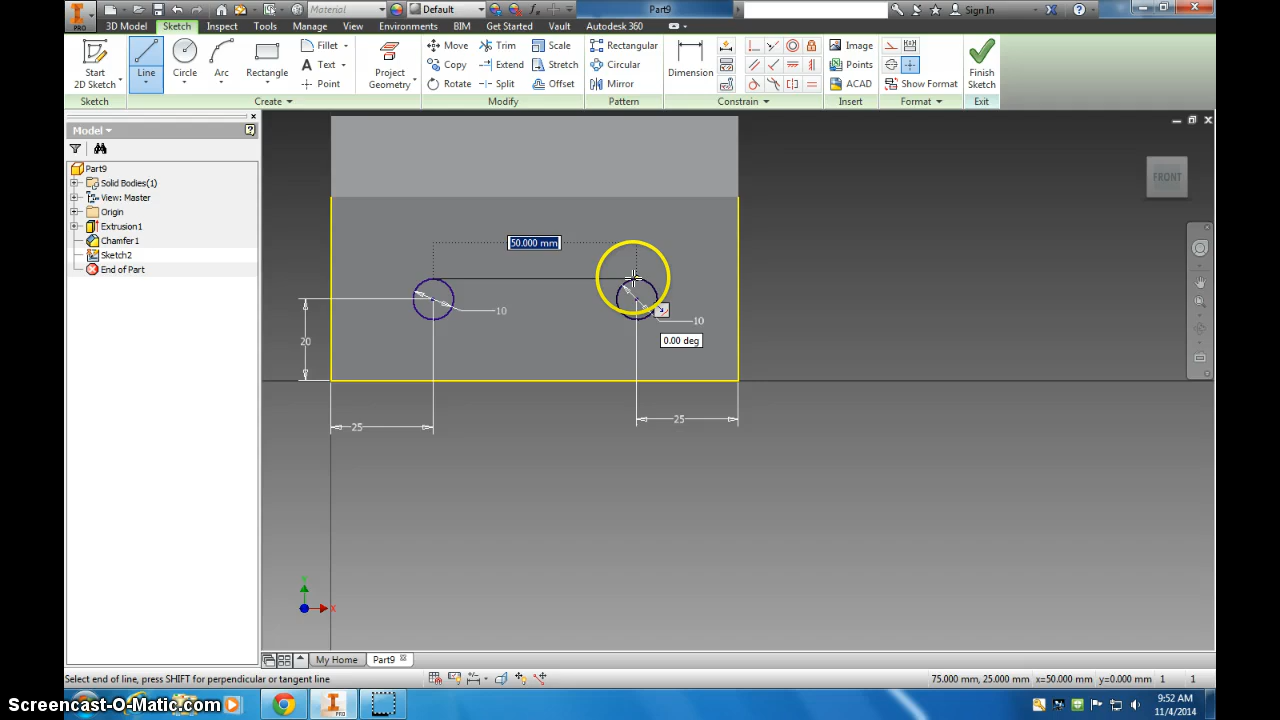 PRO
Material
Default
Part9
Sign In
3D Model
Sketch
Inspect
Tools
Manage
View
Environments
BIM
Get Started
Vault
Autodesk 360
Start
2D Sketch
Line
Circle
Arc
Rectangle
Fillet
Text
Point
Project
Geometry
Move
Copy
Rotate
Trim
Extend
Split
Scale
Stretch
Offset
Rectangular
Circular
Mirror
Dimension
Image
Points
ACAD
Show Format
Finish
Sketch
Sketch
Create
Modify
Pattern
Constrain
Insert
Format
Exit
Model
Part9
Solid Bodies(1)
View: Master
Origin
Extrusion1
Chamfer1
Sketch2
End of Part
FRONT
50.000 mm
10
10
0.00 deg
20
25
25
Y
X
My Home
Part9
Select end of line, press SHIFT for perpendicular or tangent line
75.000 mm, 25.000 mm
x=50.000 mm
y=0.000 mm
1
1
Screencast-O-Matic.com
PRO
9:52 AM
11/4/2014